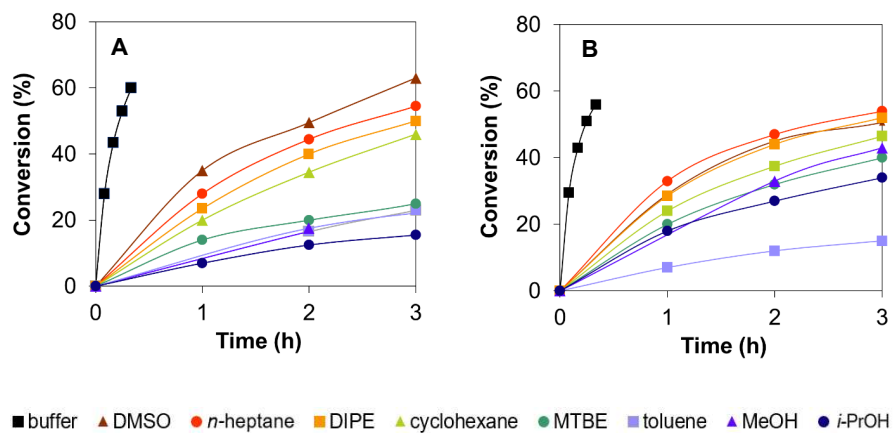 A
B
Conversion (%)
80
60
40
20
0
0
1
2
3
Time (h)
Conversion (%)
80
60
40
20
0
0
1
2
3
Time (h)
buffer DMSO n-heptane DIPE cyclohexane MTBE toluene MeOH i-PrOH